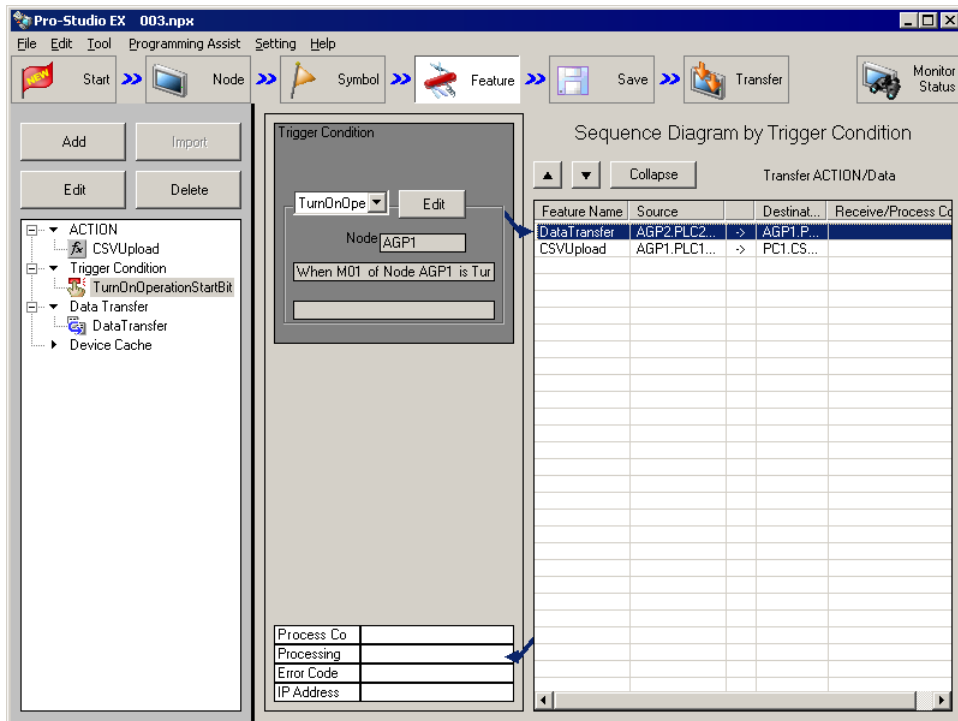 Pro-Studio EX 003.npx
File Edit Tool Programming Assist Setting Help
NEW Start Node Symbol Feature Save Transfer Monitor Status
Add Import
Edit Delete
ACTION
fx CSVUpload
Trigger Condition
TurnOnOperationStartBit
Data Transfer
DataTransfer
Device Cache
Trigger Condition
TurnOnOpe Edit
Node AGP1
When M01 of Node AGP1 is Tur
Process Co
Processing
Error Code
IP Address
Sequence Diagram by Trigger Condition
Collapse Transfer ACTION/Data
Feature Name Source Destinat... Receive/Process Co
DataTransfer AGP2.PLC2... -> AGP1.P...
CSVUpload AGP1.PLC1... -> PC1.CS...